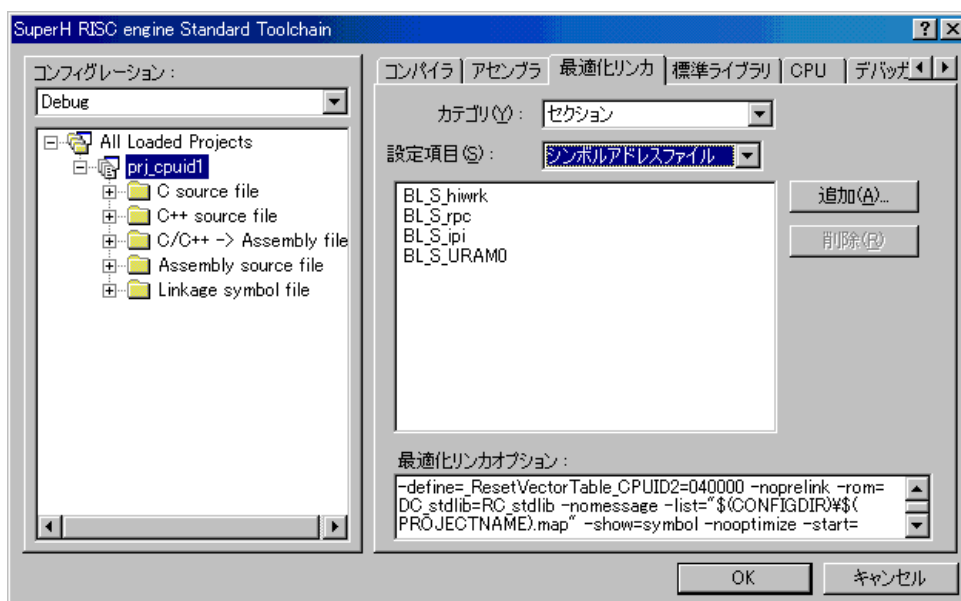 SuperH RISC engine Standard Toolchain
コンフィグレーション :
Debug
All Loaded Projects
prj_cpuid1
C source file
C++ source file
C/C++ -> Assembly file
Assembly source file
Linkage symbol file
コンパイラ アセンブラ 最適化リンカ 標準ライブラリ CPU デバッガ
カテゴリ(Y) : セクション
設定項目(S) : シンボルアドレスファイル
BL_S_hiwrk
BL_S_rpc
BL_S_ipi
BL_S_URAM0
追加(A)...
削除(R)
最適化リンカオプション :
-define=_ResetVectorTable_CPUID2=040000 -noprelink -rom=
DC_stdlib=RC_stdlib -nomessage -list="$(CONFIGDIR)¥$(
PROJECTNAME).map" -show=symbol -nooptimize -start=
OK キャンセル